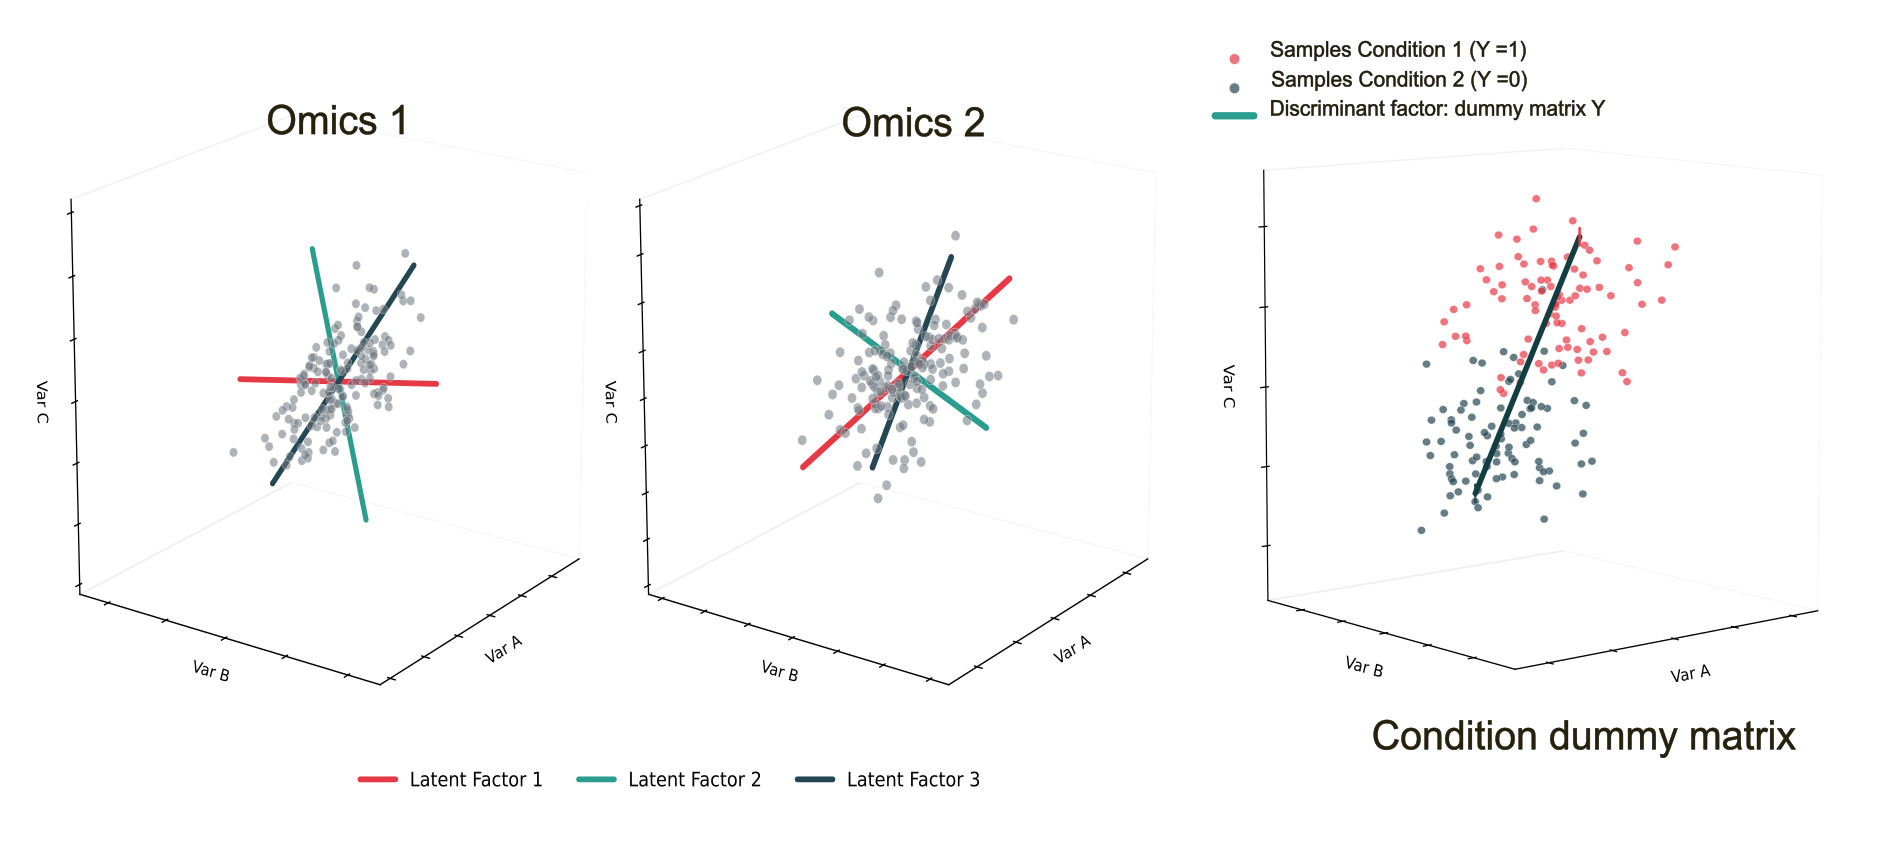 Samples Condition 1 (Y =1)
Samples Condition 2 (Y =0)
Discriminant factor: dummy matrix Y
Omics 1
Omics 2
Var C
Var B
Var A
Var C
Var B
Var A
Var C
Var B
Var A
Condition dummy matrix
Latent Factor 1
Latent Factor 2
Latent Factor 3